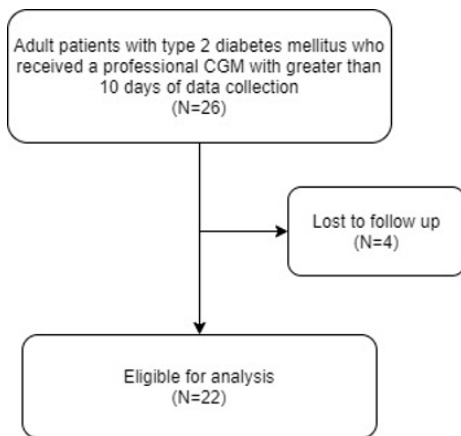 Adult patients with type 2 diabetes mellitus who
received a professional CGM with greater than
10 days of data collection
(N=26)
Lost to follow up
(N=4)
Eligible for analysis
(N=22)